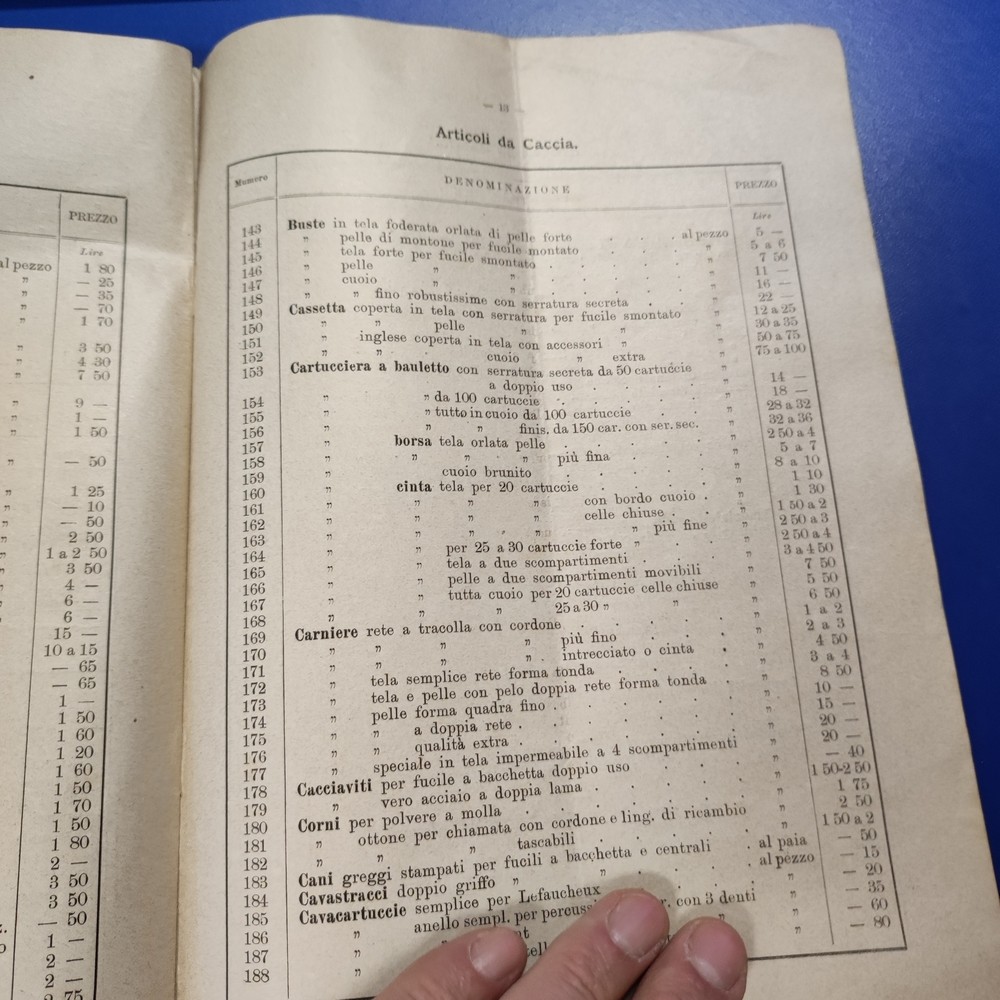 PREZZO
Lire
al pezzo 1 80
" — 25
" — 35
" — 70
" 1 70
" 3 50
" 4 30
" 7 50
" 9 —
" 1 —
" 1 50
" — 50
" 1 25
" — 10
" — 50
" 2 50
" 1 a 2 50
" 3 50
" 4 —
" 6 —
" 6 —
15 —
10 a 15
— 65
— 65
1 —
1 50
1 60
1 20
1 60
1 50
1 70
1 50
1 80
2 —
3 50
3 50
— 50
1 —
2 —
2 —
2 75
— 13 —
Articoli da Caccia.
Numero DENOMINAZIONE PREZZO
Lire
143 Buste in tela foderata orlata di pelle forte . . . al pezzo 5 —
144 " pelle di montone per fucile montato . . . " 5 a 6
145 " tela forte per fucile smontato . . . . " 7 50
146 " pelle " " . . . . " 11 —
147 " cuoio " " . . . . " 16 —
148 " " fino robustissime con serratura secreta . . " 22 —
149 Cassetta coperta in tela con serratura per fucile smontato " 12 a 25
150 " " pelle " " " 30 a 35
151 " inglese coperta in tela con accessori " " 50 a 75
152 " " cuoio " extra " 75 a 100
153 Cartucciera a bauletto con serratura secreta da 50 cartuccie
a doppio uso . . . . " 14 —
154 " " da 100 cartuccie . . . . " 18 —
155 " " tutto in cuoio da 100 cartuccie . . " 28 a 32
156 " " " finis. da 150 car. con ser. sec. " 32 a 36
157 borsa tela orlata pelle . . . . . " 2 50 a 4
158 " " " " " più fina . . . " 5 a 7
159 " cuoio brunito . . . . . " 8 a 10
160 " cinta tela per 20 cartuccie . . . . " 1 10
161 " " " " con bordo cuoio . " 1 30
162 " " " " celle chiuse . . " 1 50 a 2
163 " " " " " più fine " 2 50 a 3
164 " " per 25 a 30 cartuccie forte " . . " 2 50 a 4
165 " " tela a due scompartimenti . . . " 3 a 4 50
166 " " pelle a due scompartimenti movibili " 7 50
167 " " tutta cuoio per 20 cartuccie celle chiuse " 5 50
168 " " " 25 a 30 " " " 6 50
169 Carniere rete a tracolla con cordone . . . . " 1 a 2
170 " " " " più fino . . . " 2 a 3
171 " " " " intrecciato o cinta . " 4 50
172 " tela semplice rete forma tonda . . . . " 3 a 4
173 " tela e pelle con pelo doppia rete forma tonda . " 8 50
174 " pelle forma quadra fino . . . . . " 10 —
175 " " a doppia rete . . . . . " 15 —
176 " " qualità extra . . . . . " 20 —
177 " speciale in tela impermeabile a 4 scompartimenti " 20 —
178 Cacciaviti per fucile a bacchetta doppio uso . . . " — 40
179 " vero acciaio a doppia lama . . . . " 1 50-2 50
180 Corni per polvere a molla . . . . . . " 1 75
181 " ottone per chiamata con cordone e ling. di ricambio " 2 50
182 " " " tascabili . . . . " 1 50 a 2
183 Cani greggi stampati per fucili a bacchetta e centrali . al paia — 50
184 Cavastracci doppio griffo " " . . al pezzo — 15
185 Cavacartuccie semplice per Lefaucheux . . . " — 20
186 " anello sempl. per percus r. con 3 denti " — 35
187 " " " " — 60
188 " " — 80